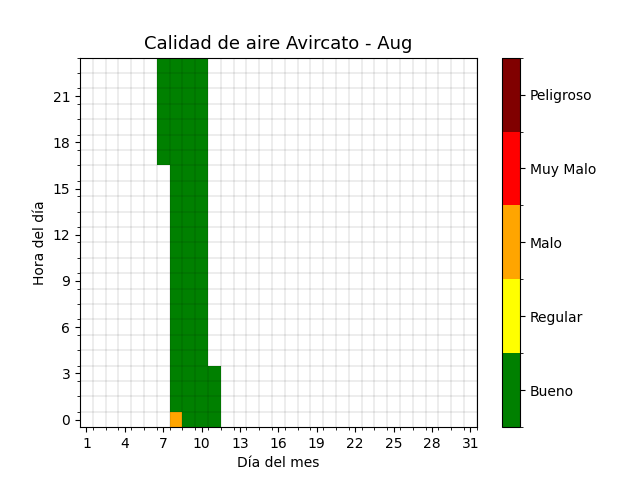 Calidad de aire Avircato - Aug
Hora del día
21
18
15
12
9
6
3
0
1 4 7 10 13 16 19 22 25 28 31
Día del mes
Peligroso
Muy Malo
Malo
Regular
Bueno